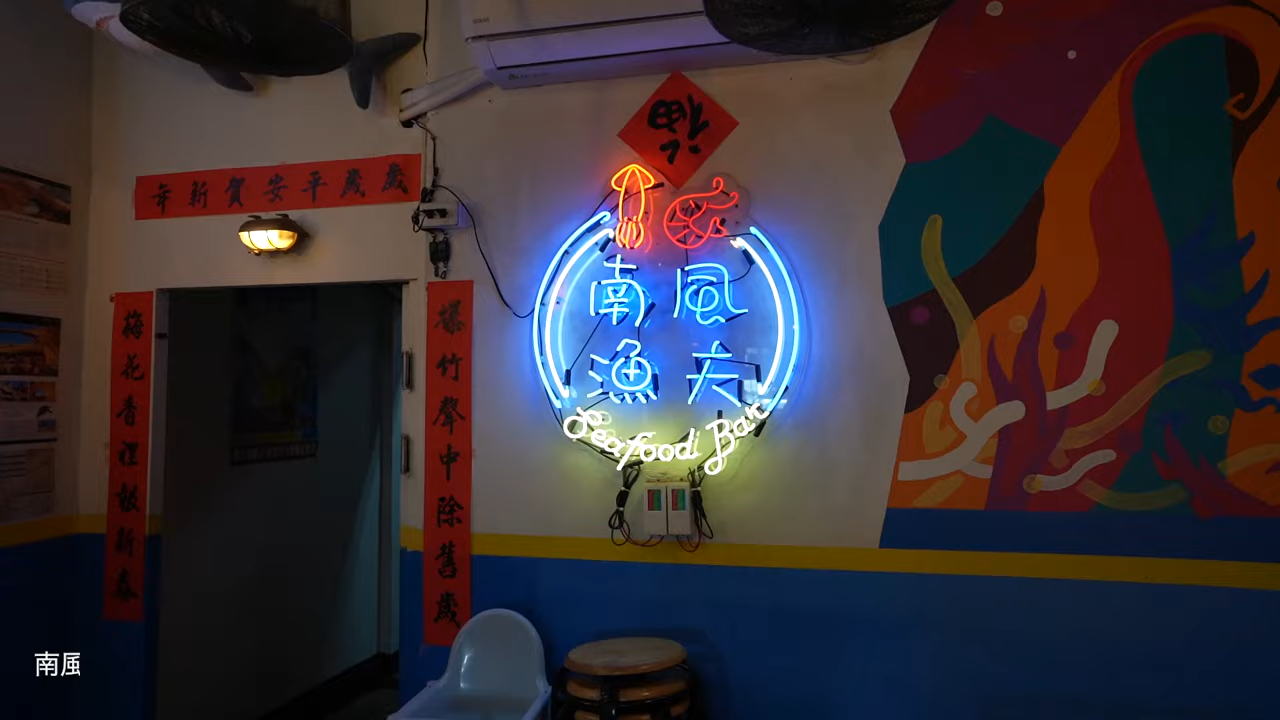 福
歲歲平安賀新年
爆竹聲中除舊歲
梅花香裡報新春
南風
漁夫
Seafood Bar
南風